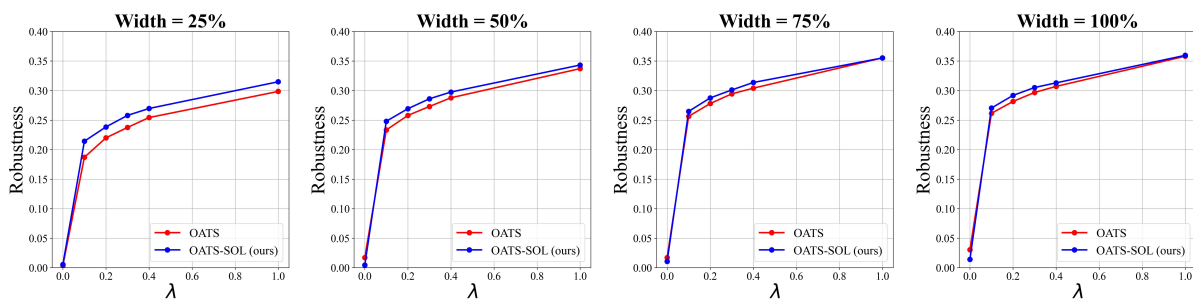 Width = 25%
Robustness
0.40
0.35
0.30
0.25
0.20
0.15
0.10
0.05
0.00
OATS
OATS-SOL (ours)
0.0 0.2 0.4 0.6 0.8 1.0
λ
Width = 50%
Robustness
0.40
0.35
0.30
0.25
0.20
0.15
0.10
0.05
0.00
OATS
OATS-SOL (ours)
0.0 0.2 0.4 0.6 0.8 1.0
λ
Width = 75%
Robustness
0.40
0.35
0.30
0.25
0.20
0.15
0.10
0.05
0.00
OATS
OATS-SOL (ours)
0.0 0.2 0.4 0.6 0.8 1.0
λ
Width = 100%
Robustness
0.40
0.35
0.30
0.25
0.20
0.15
0.10
0.05
0.00
OATS
OATS-SOL (ours)
0.0 0.2 0.4 0.6 0.8 1.0
λ